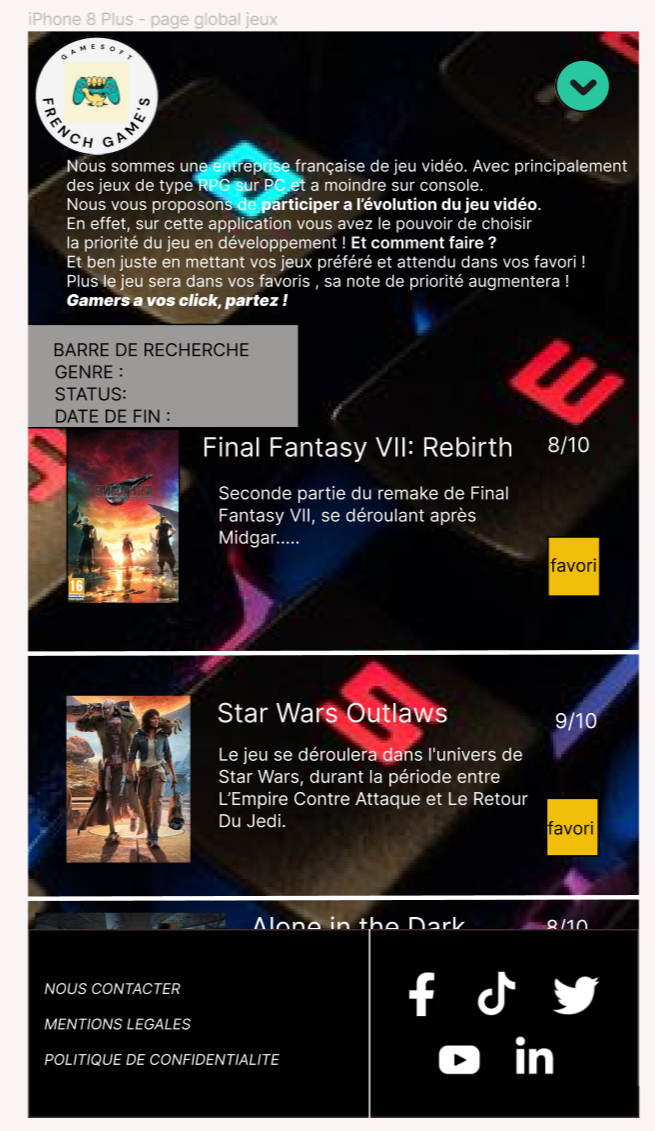 iPhone 8 Plus - page global jeux
GAMESOFT
FRENCH GAME'S
Nous sommes une entreprise française de jeu vidéo. Avec principalement
des jeux de type RPG sur PC et a moindre sur console.
Nous vous proposons de participer a l'évolution du jeu vidéo.
En effet, sur cette application vous avez le pouvoir de choisir
la priorité du jeu en développement ! Et comment faire ?
Et ben juste en mettant vos jeux préféré et attendu dans vos favori !
Plus le jeu sera dans vos favoris , sa note de priorité augmentera !
Gamers a vos click, partez !
BARRE DE RECHERCHE
GENRE :
STATUS:
DATE DE FIN :
E
S
Final Fantasy VII: Rebirth
8/10
Seconde partie du remake de Final
Fantasy VII, se déroulant après
Midgar.....
16
favori
S
Star Wars Outlaws
9/10
Le jeu se déroulera dans l'univers de
Star Wars, durant la période entre
L'Empire Contre Attaque et Le Retour
Du Jedi.
favori
Alone in the Dark
8/10
NOUS CONTACTER
MENTIONS LEGALES
POLITIQUE DE CONFIDENTIALITE
in